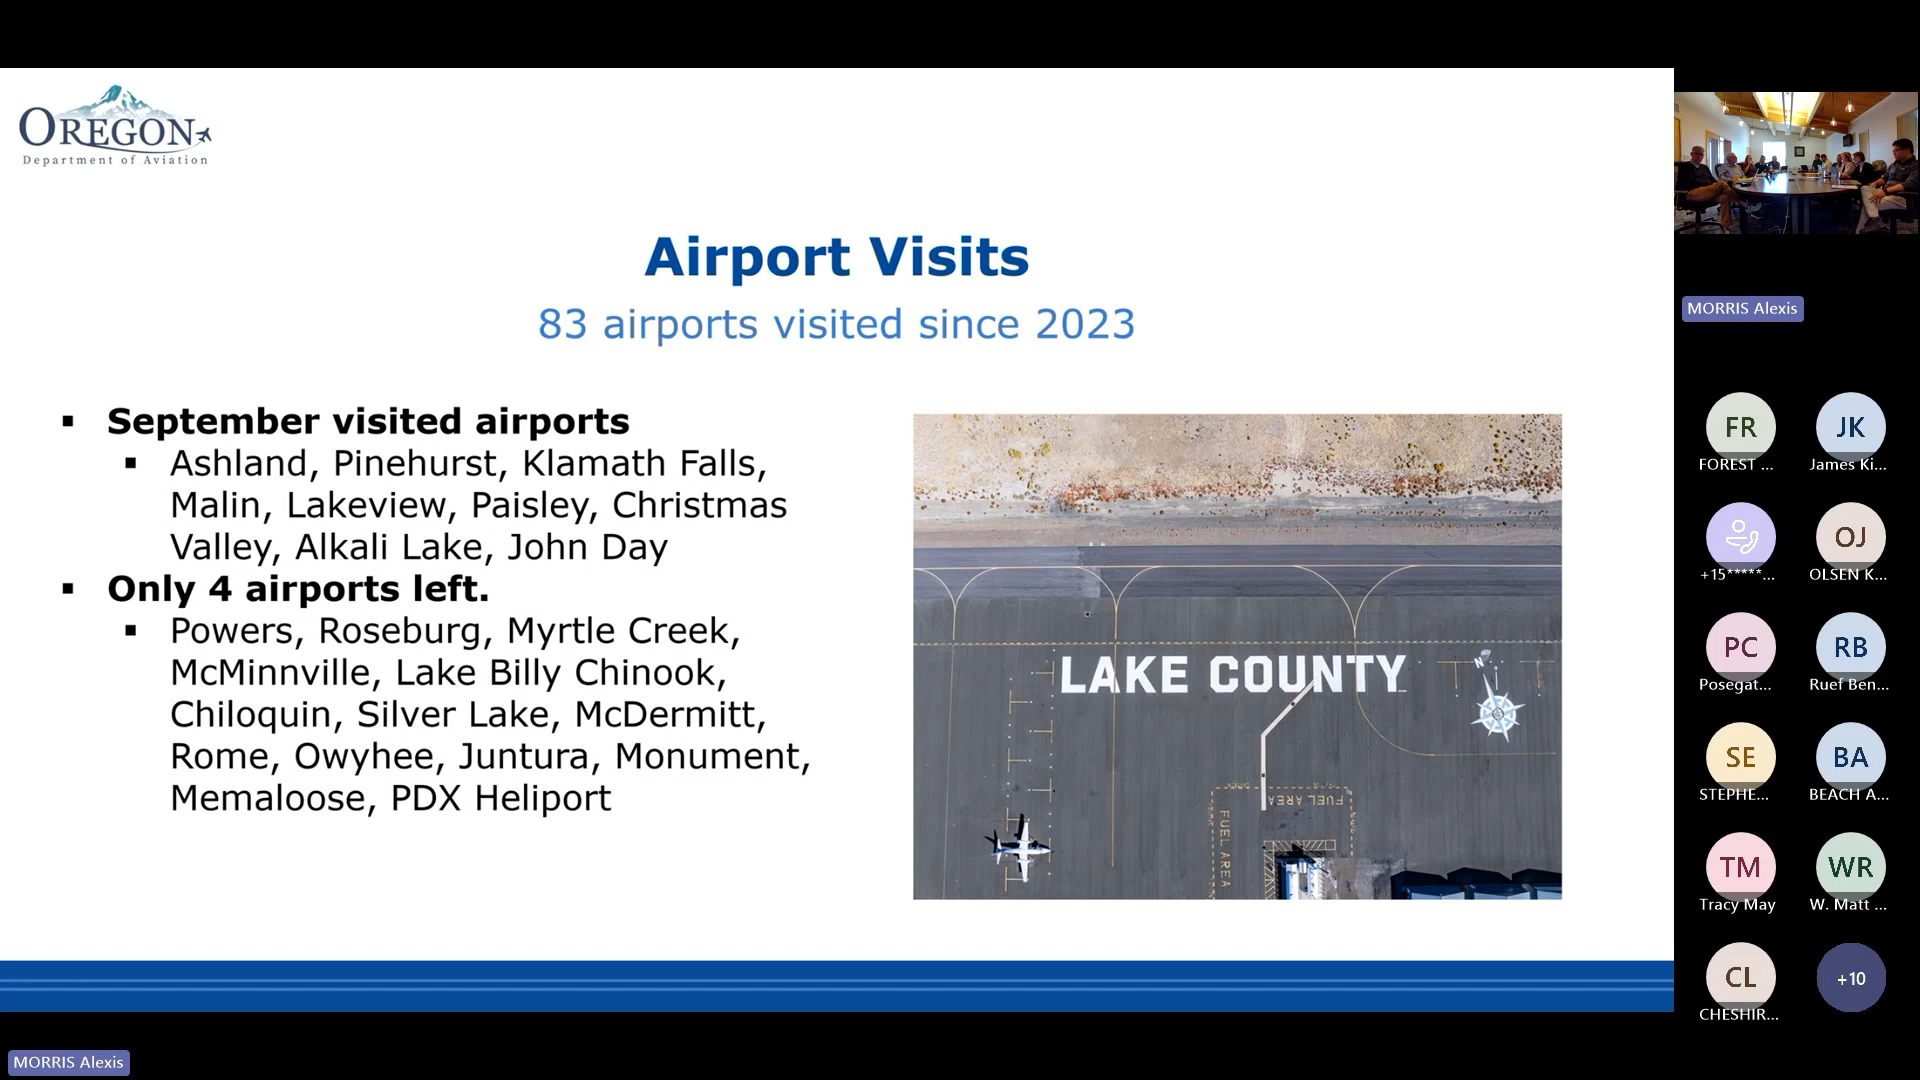 OREGON
Department of Aviation
Airport Visits
83 airports visited since 2023
▪ September visited airports
▪ Ashland, Pinehurst, Klamath Falls,
Malin, Lakeview, Paisley, Christmas
Valley, Alkali Lake, John Day
▪ Only 4 airports left.
▪ Powers, Roseburg, Myrtle Creek,
McMinnville, Lake Billy Chinook,
Chiloquin, Silver Lake, McDermitt,
Rome, Owyhee, Juntura, Monument,
Memaloose, PDX Heliport
LAKE COUNTY
N
FUEL AREA
FUEL AREA
MORRIS Alexis
FR
FOREST ...
JK
James Ki...
+15*****...
OJ
OLSEN K...
PC
Posegat...
RB
Ruef Ben...
SE
STEPHE...
BA
BEACH A...
TM
Tracy May
WR
W. Matt ...
CL
CHESHIR...
+10
MORRIS Alexis